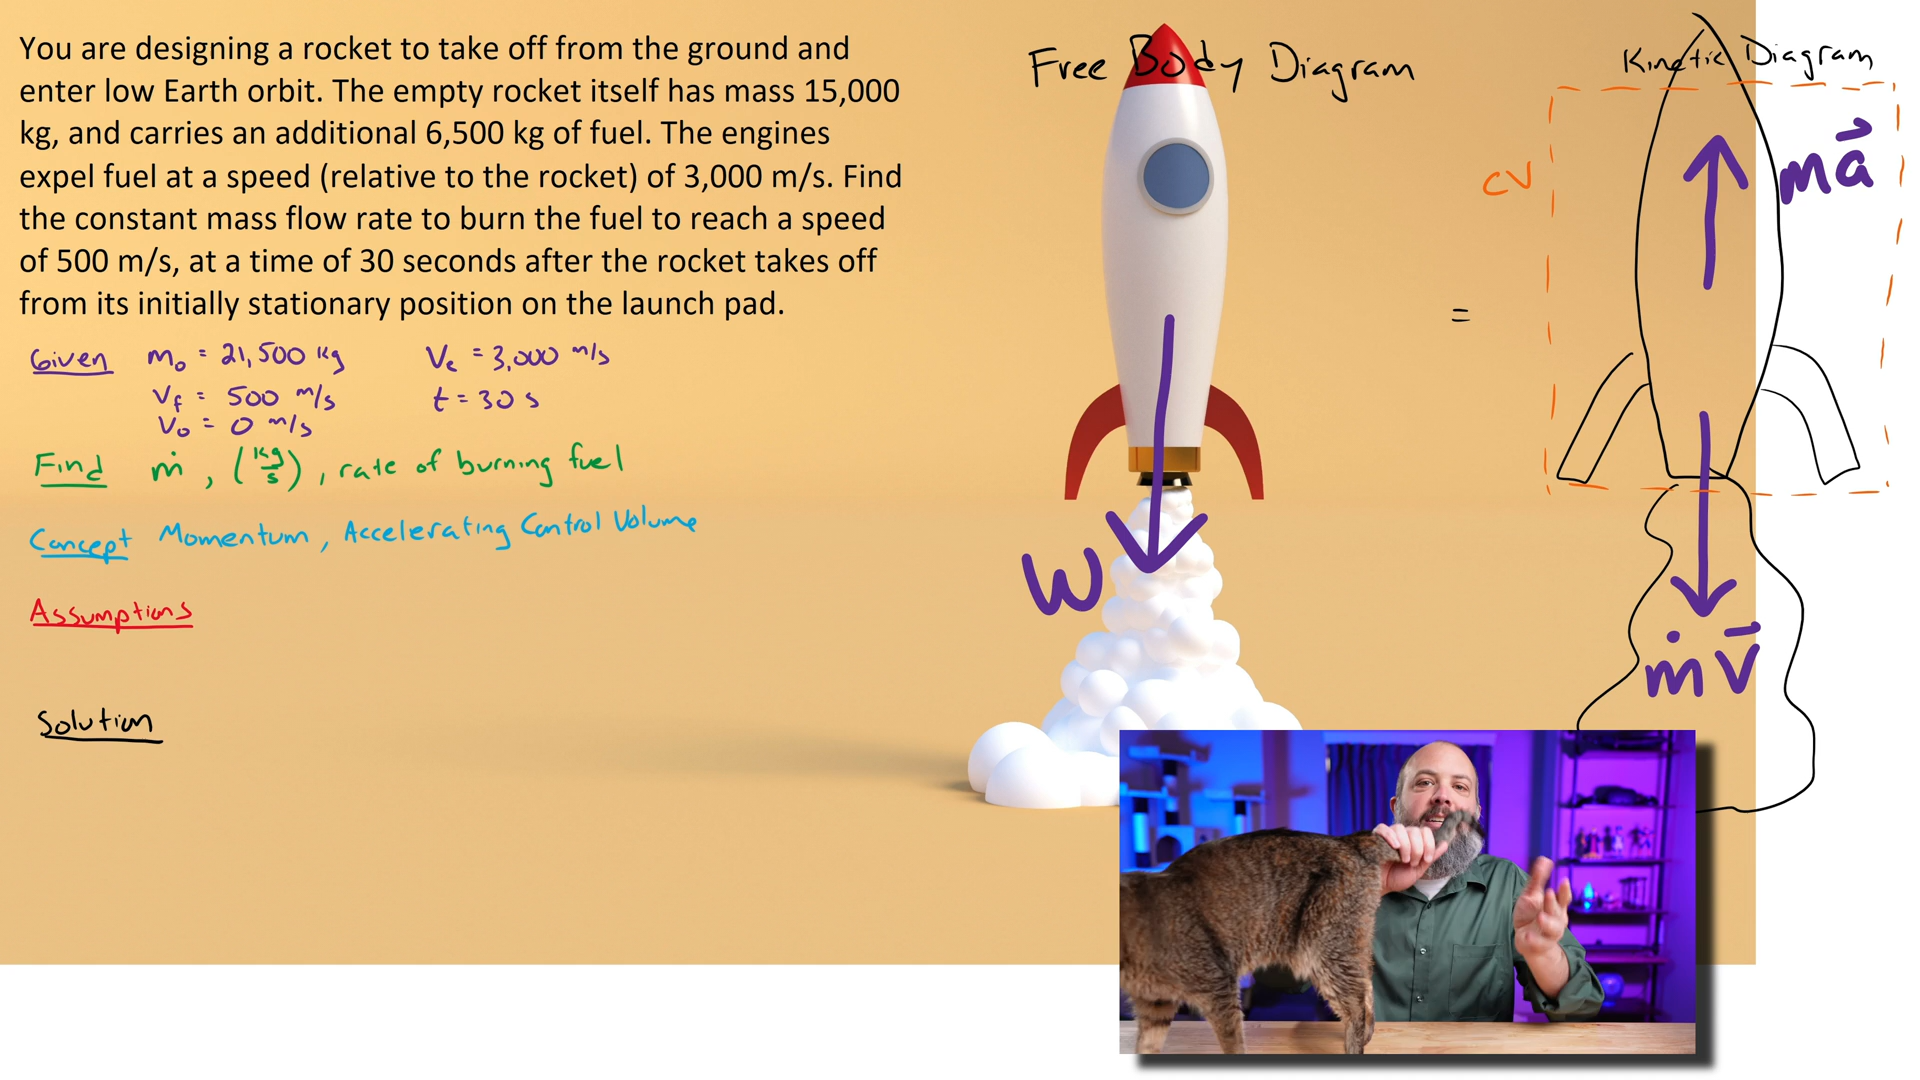 You are designing a rocket to take off from the ground and
enter low Earth orbit. The empty rocket itself has mass 15,000
kg, and carries an additional 6,500 kg of fuel. The engines
expel fuel at a speed (relative to the rocket) of 3,000 m/s. Find
the constant mass flow rate to burn the fuel to reach a speed
of 500 m/s, at a time of 30 seconds after the rocket takes off
from its initially stationary position on the launch pad.
Given m₀ = 21,500 kg Vₑ = 3,000 m/s
V_f = 500 m/s t = 30 s
V₀ = 0 m/s
Find ṁ, (kg/s), rate of burning fuel
Concept Momentum, Accelerating Control Volume
Assumptions
Solution
Free Body Diagram
W
=
Kinetic Diagram
CV
ma⃗
ṁv⃗